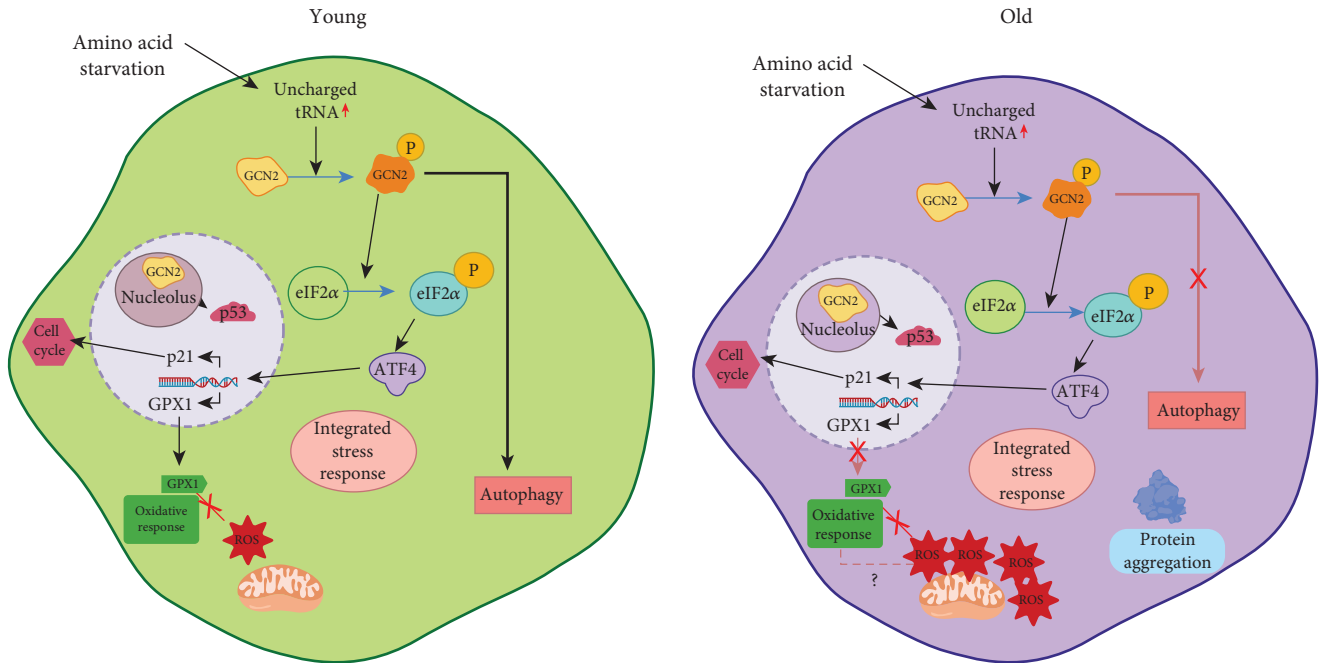 Young
Amino acid
starvation
Uncharged
tRNA
P
GCN2
GCN2
GCN2
Nucleolus
p53
eIF2α
eIF2α
P
Cell
cycle
p21
GPX1
ATF4
Integrated
stress
response
GPX1
Oxidative
response
ROS
Autophagy
Old
Amino acid
starvation
Uncharged
tRNA
P
GCN2
GCN2
GCN2
Nucleolus
p53
eIF2α
eIF2α
P
Cell
cycle
p21
GPX1
ATF4
Autophagy
Integrated
stress
response
GPX1
Oxidative
response
ROS
ROS
ROS
ROS
?
Protein
aggregation